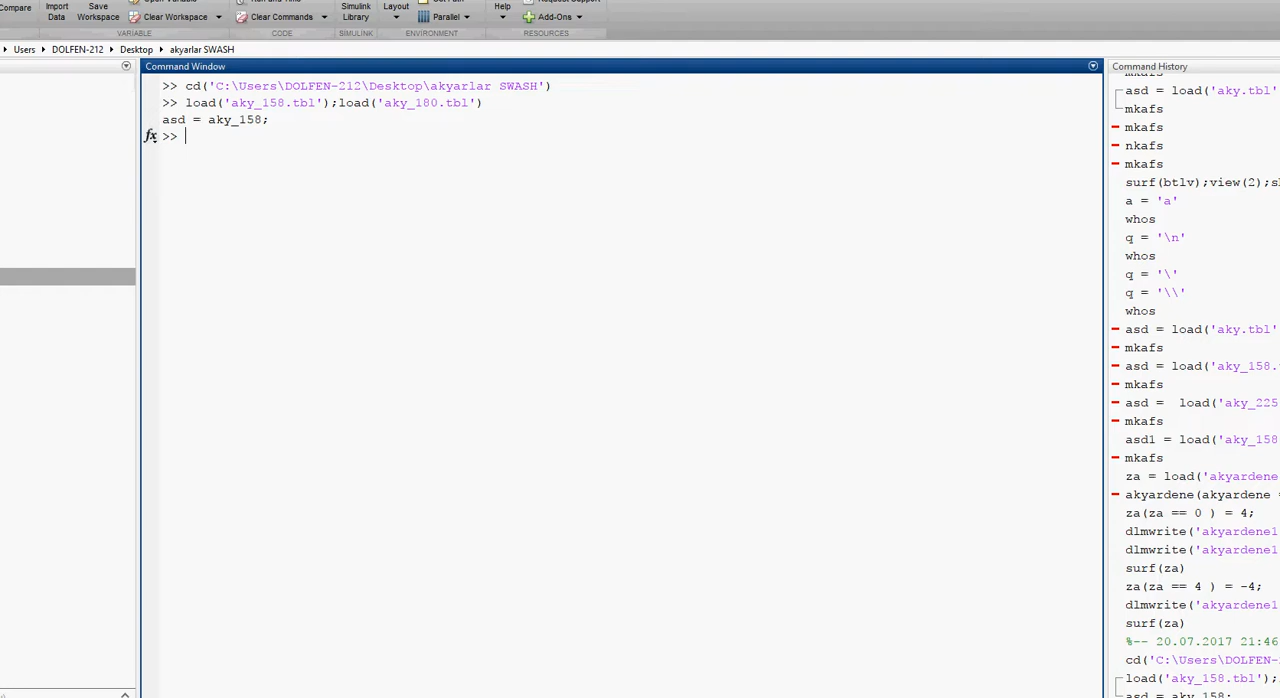 Compare
Import
Data
Save
Workspace
Clear Workspace
Clear Commands
Simulink
Library
Layout
Parallel
Help
Add-Ons
VARIABLE
CODE
SIMULINK
ENVIRONMENT
RESOURCES
Users
DOLFEN-212
Desktop
akyarlar SWASH
Command Window
>> cd('C:\Users\DOLFEN-212\Desktop\akyarlar SWASH')
>> load('aky_158.tbl');load('aky_180.tbl')
asd = aky_158;
fx >>
Command History
asd = load('aky.tbl'
mkafs
mkafs
nkafs
mkafs
surf(btlv);view(2);s
a = 'a'
whos
q = '\n'
whos
q = '\'
q = '\\'
whos
asd = load('aky.tbl'
mkafs
asd = load('aky_158.
mkafs
asd =  load('aky_225
mkafs
asd1 = load('aky_158
mkafs
za = load('akyardene
akyardene(akyardene =
za(za == 0 ) = 4;
dlmwrite('akyardene1
dlmwrite('akyardene1
surf(za)
za(za == 4 ) = -4;
dlmwrite('akyardene1
surf(za)
%-- 20.07.2017 21:46
cd('C:\Users\DOLFEN-
load('aky_158.tbl');
asd = aky_158;